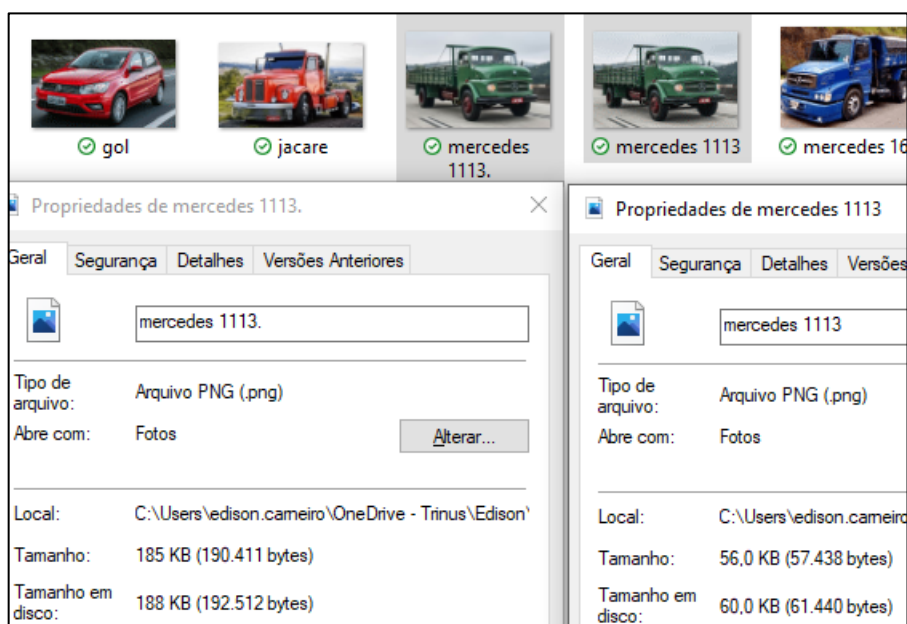 gol
jacare
mercedes
1113.
mercedes 1113
mercedes 16
Propriedades de mercedes 1113.
Geral Segurança Detalhes Versões Anteriores
mercedes 1113.
Tipo de
arquivo:
Arquivo PNG (.png)
Abre com:
Fotos
Alterar...
Local:
C:\Users\edison.carneiro\OneDrive - Trinus\Edison\
Tamanho:
185 KB (190.411 bytes)
Tamanho em
disco:
188 KB (192.512 bytes)
Propriedades de mercedes 1113
Geral Segurança Detalhes Versões
mercedes 1113
Tipo de
arquivo:
Arquivo PNG (.png)
Abre com:
Fotos
Local:
C:\Users\edison.carneiro
Tamanho:
56,0 KB (57.438 bytes)
Tamanho em
disco:
60,0 KB (61.440 bytes)